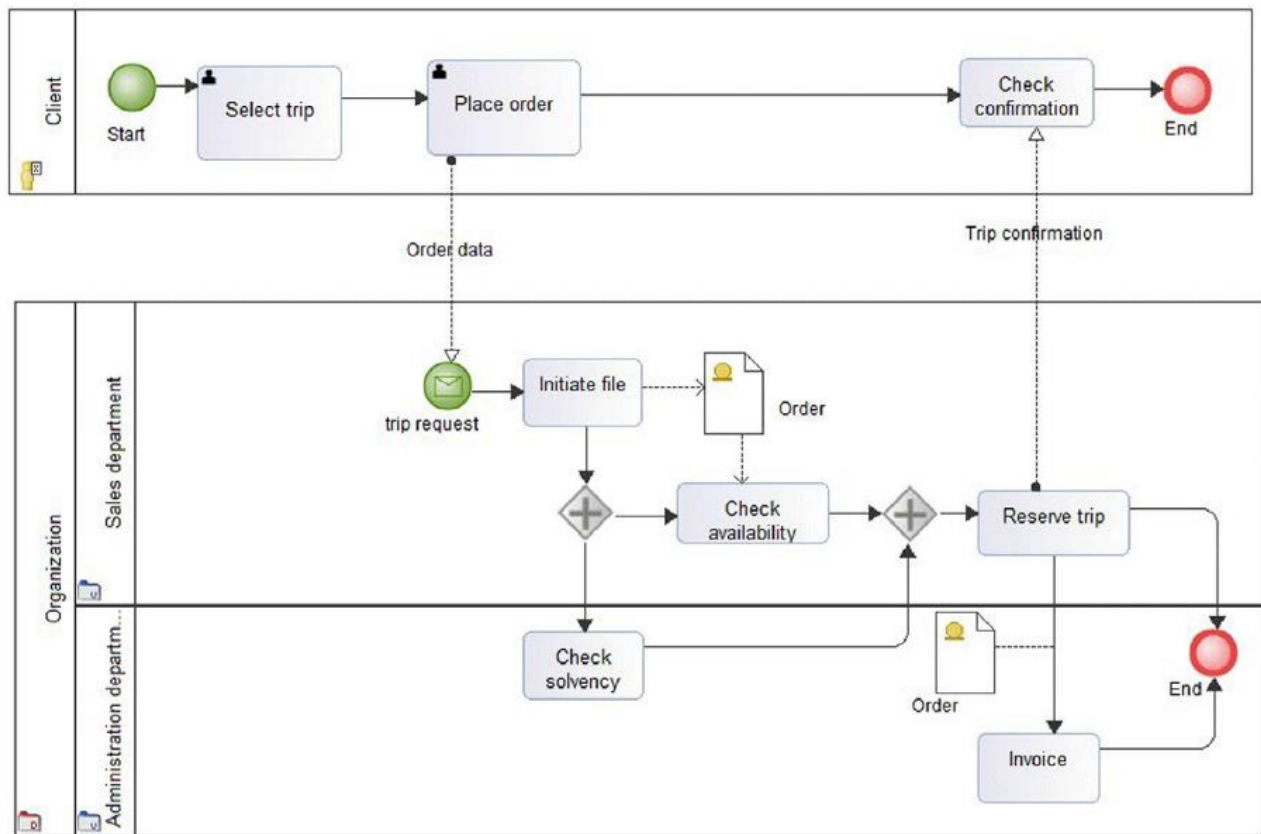 Client
Start
Select trip
Place order
Check
confirmation
End
Order data
Trip confirmation
Organization
Sales department
trip request
Initiate file
Order
Check
availability
Reserve trip
Administration departm...
Check
solvency
Order
End
Invoice